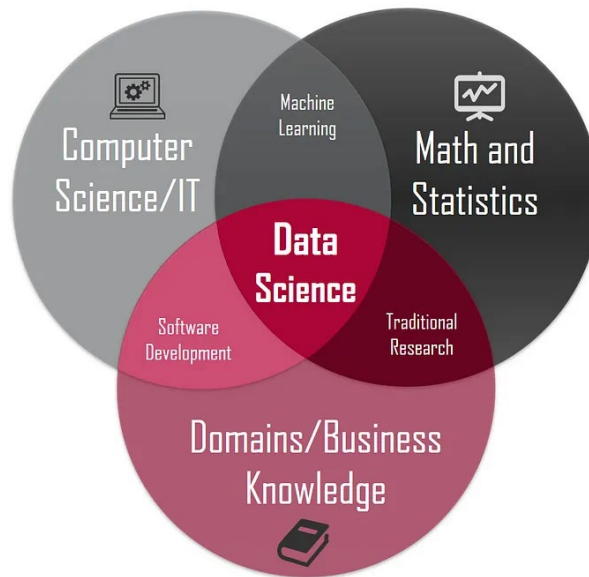 Machine
Learning
Computer
Science/IT
Math and
Statistics
Data
Science
Software
Development
Traditional
Research
Domains/Business
Knowledge